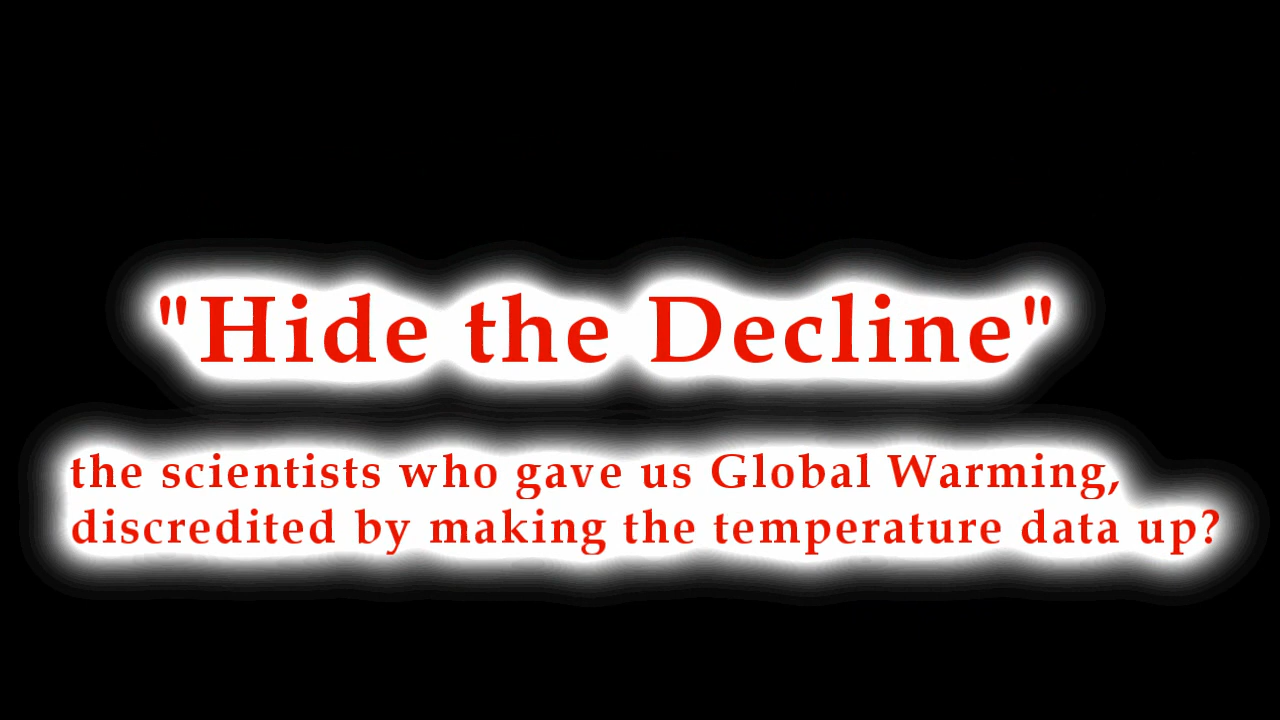 "Hide the Decline"
the scientists who gave us Global Warming,
discredited by making the temperature data up?